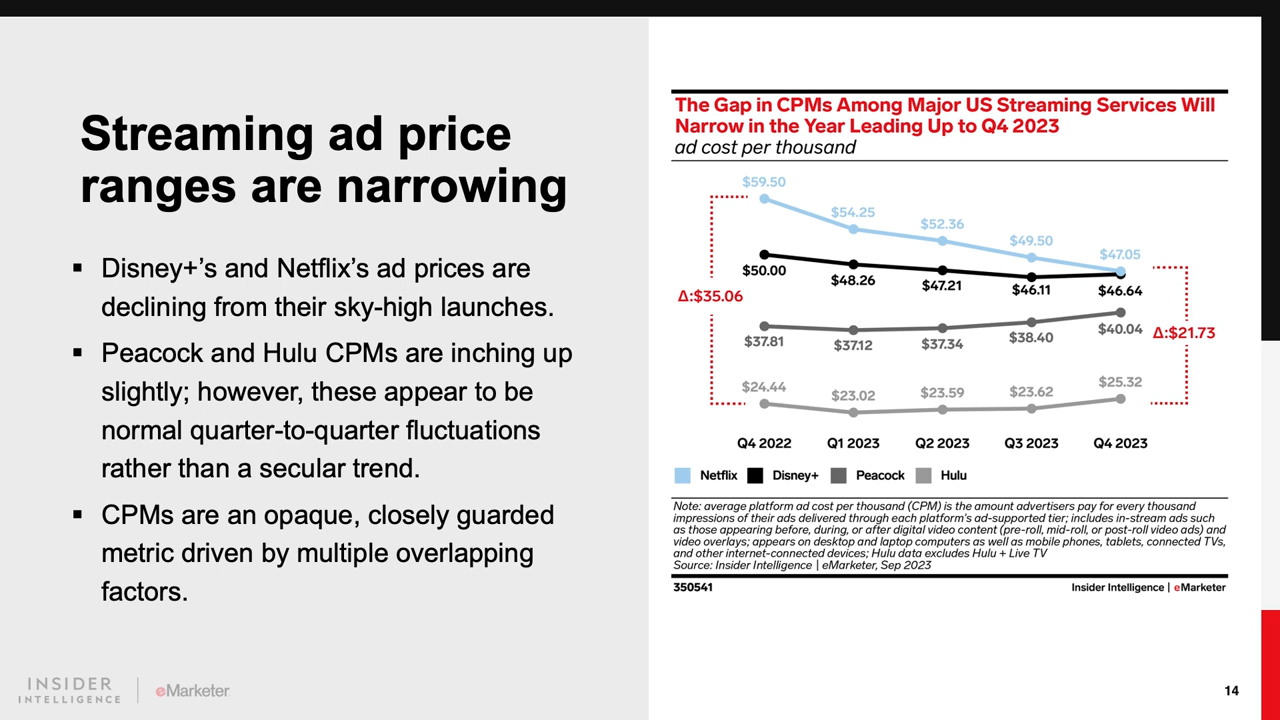 Streaming ad price
ranges are narrowing
▪ Disney+’s and Netflix’s ad prices are
declining from their sky-high launches.
▪ Peacock and Hulu CPMs are inching up
slightly; however, these appear to be
normal quarter-to-quarter fluctuations
rather than a secular trend.
▪ CPMs are an opaque, closely guarded
metric driven by multiple overlapping
factors.
INSIDER
INTELLIGENCE
eMarketer
The Gap in CPMs Among Major US Streaming Services Will
Narrow in the Year Leading Up to Q4 2023
ad cost per thousand
$59.50
$54.25
$52.36
$49.50
$47.05
$50.00
$48.26
$47.21
$46.11
$46.64
Δ:$35.06
$37.81
$37.12
$37.34
$38.40
$40.04
Δ:$21.73
$24.44
$23.02
$23.59
$23.62
$25.32
Q4 2022 Q1 2023 Q2 2023 Q3 2023 Q4 2023
Netflix Disney+ Peacock Hulu
Note: average platform ad cost per thousand (CPM) is the amount advertisers pay for every thousand
impressions of their ads delivered through each platform's ad-supported tier; includes in-stream ads such
as those appearing before, during, or after digital video content (pre-roll, mid-roll, or post-roll video ads) and
video overlays; appears on desktop and laptop computers as well as mobile phones, tablets, connected TVs,
and other internet-connected devices; Hulu data excludes Hulu + Live TV
Source: Insider Intelligence | eMarketer, Sep 2023
350541 Insider Intelligence | eMarketer
14